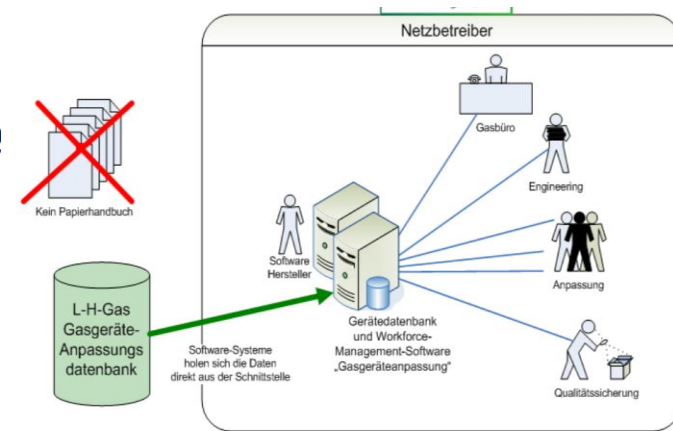 Netzbetreiber
Gasbüro
Kein Papierhandbuch
Engineering
Software
Hersteller
Anpassung
L-H-Gas
Gasgeräte-
Anpassungs
datenbank
Software-Systeme
holen sich die Daten
direkt aus der Schnittstelle
Gerätedatenbank
und Workforce-
Management-Software
„Gasgeräteanpassung“
Qualitätssicherung